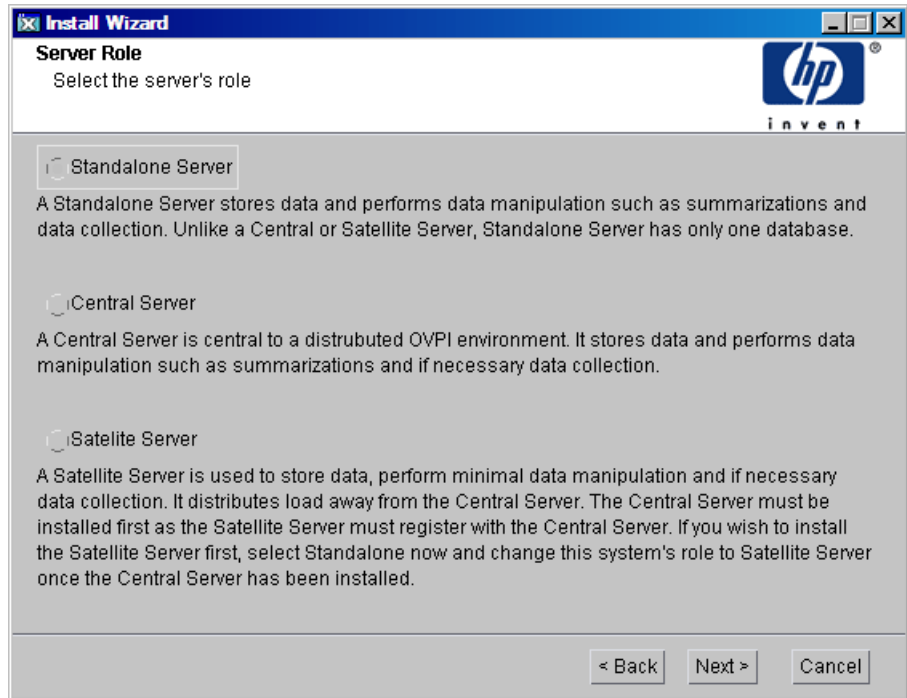 Install Wizard
Server Role
Select the server's role
hp
®
invent
Standalone Server
A Standalone Server stores data and performs data manipulation such as summarizations and
data collection. Unlike a Central or Satellite Server, Standalone Server has only one database.
Central Server
A Central Server is central to a distrubuted OVPI environment. It stores data and performs data
manipulation such as summarizations and if necessary data collection.
Satelite Server
A Satellite Server is used to store data, perform minimal data manipulation and if necessary
data collection. It distributes load away from the Central Server. The Central Server must be
installed first as the Satellite Server must register with the Central Server. If you wish to install
the Satellite Server first, select Standalone now and change this system's role to Satellite Server
once the Central Server has been installed.
< Back Next > Cancel